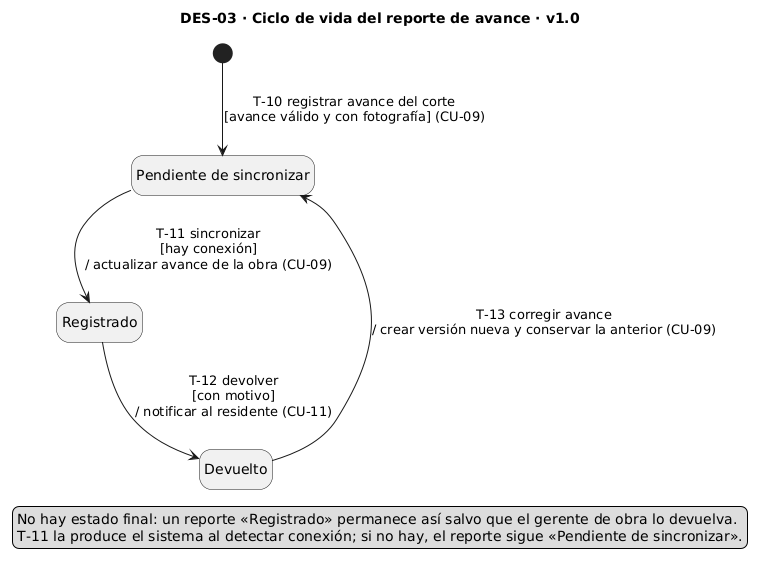 DES-03 · Ciclo de vida del reporte de avance · v1.0
T-10 registrar avance del corte
[avance válido y con fotografía] (CU-09)
Pendiente de sincronizar
T-11 sincronizar
[hay conexión]
/ actualizar avance de la obra (CU-09)
Registrado
T-13 corregir avance
/ crear versión nueva y conservar la anterior (CU-09)
T-12 devolver
[con motivo]
/ notificar al residente (CU-11)
Devuelto
No hay estado final: un reporte «Registrado» permanece así salvo que el gerente de obra lo devuelva.
T-11 la produce el sistema al detectar conexión; si no hay, el reporte sigue «Pendiente de sincronizar».